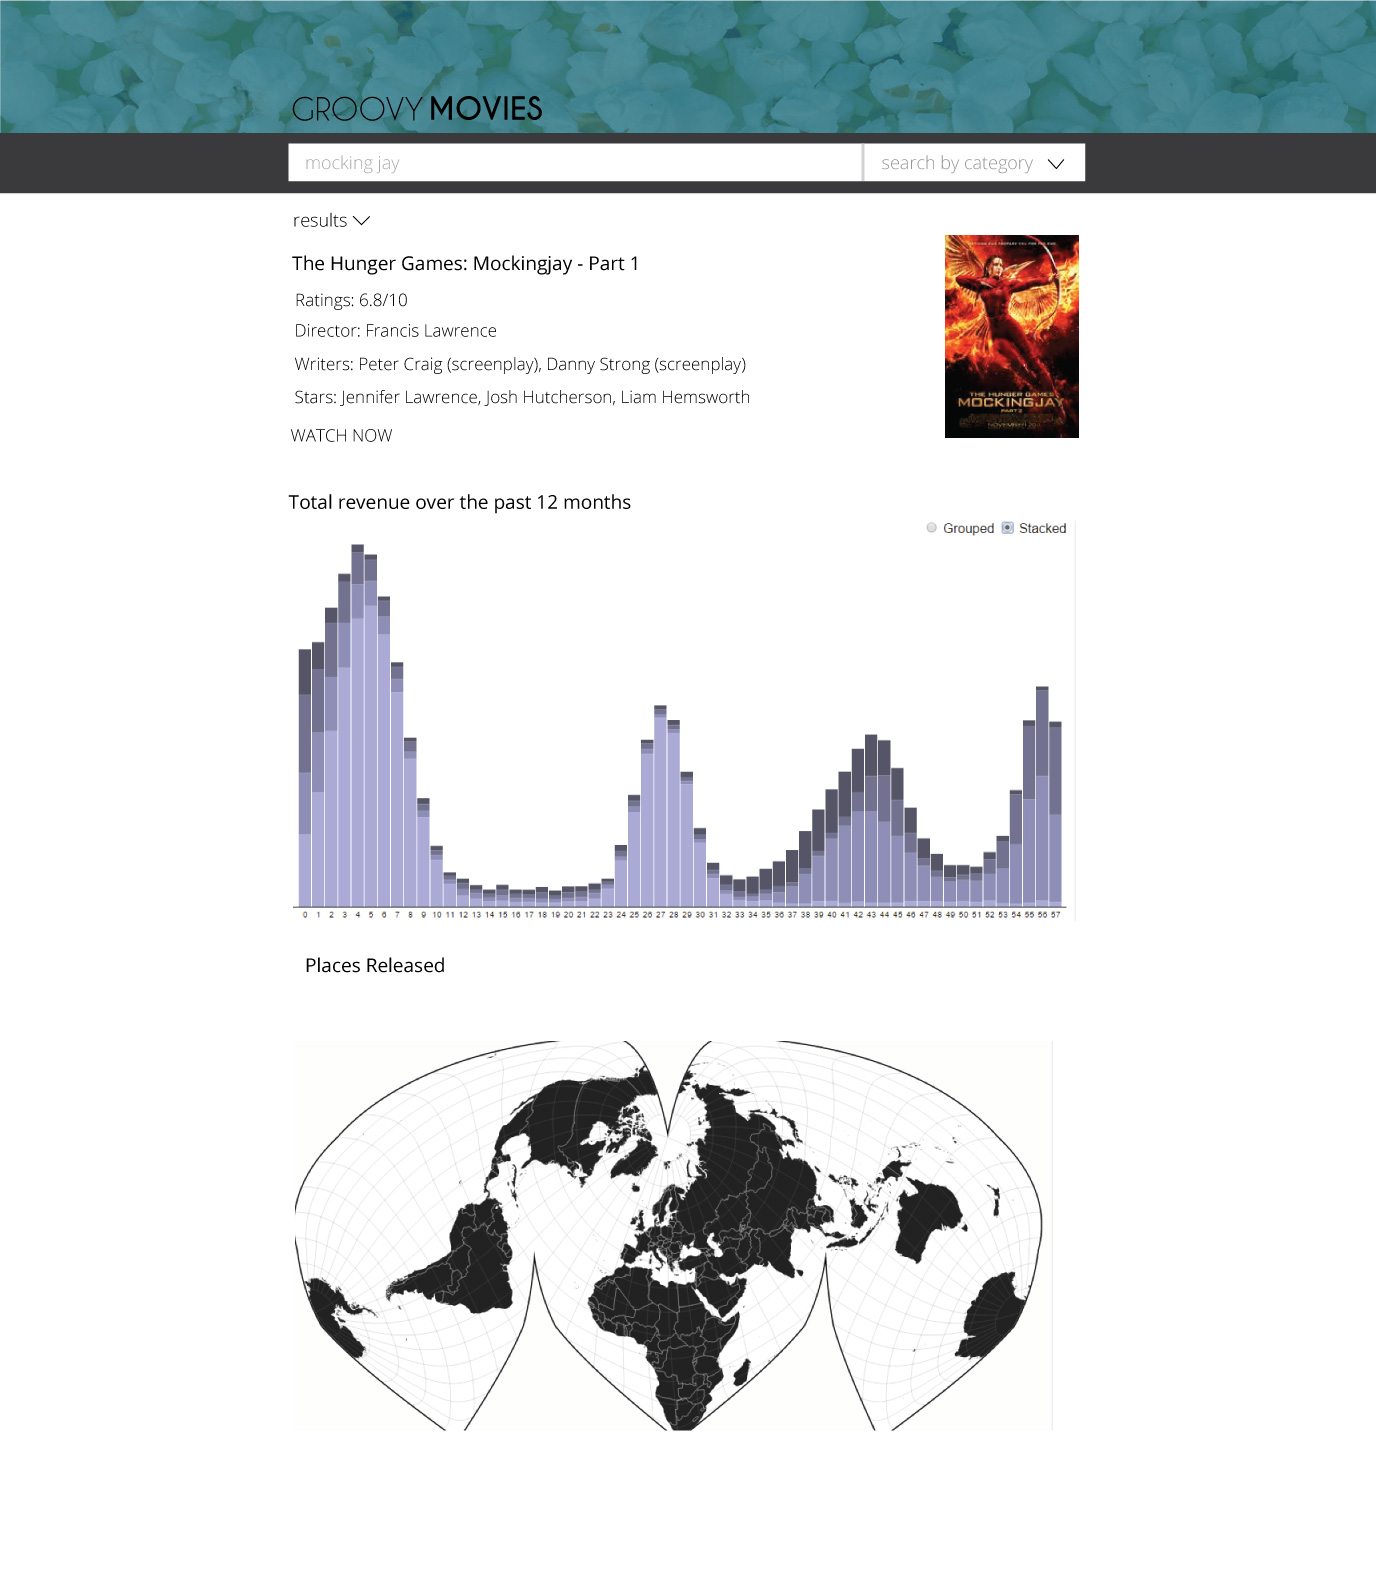 GROOVY MOVIES
mocking jay
search by category
results
The Hunger Games: Mockingjay - Part 1
Ratings: 6.8/10
Director: Francis Lawrence
Writers: Peter Craig (screenplay), Danny Strong (screenplay)
Stars: Jennifer Lawrence, Josh Hutcherson, Liam Hemsworth
WATCH NOW
THE HUNGER GAMES
MOCKINGJAY
PART 2
Total revenue over the past 12 months
Grouped Stacked
0 1 2 3 4 5 6 7 8 9 10 11 12 13 14 15 16 17 18 19 20 21 22 23 24 25 26 27 28 29 30 31 32 33 34 35 36 37 38 39 40 41 42 43 44 45 46 47 48 49 50 51 52 53 54 55 56 57
Places Released